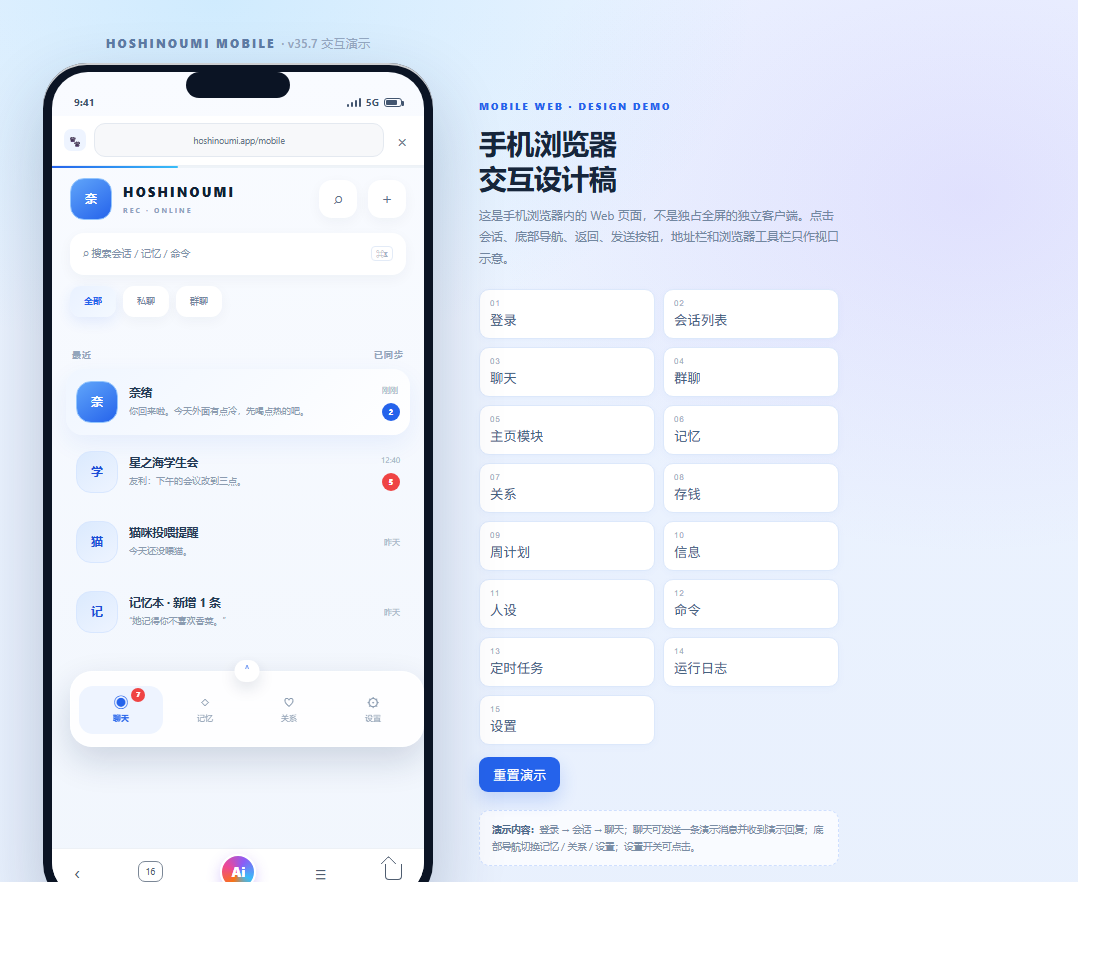 HOSHINOUMI MOBILE · v35.7 交互演示
9:41
5G
hoshinoumi.app/mobile
×
奈
HOSHINOUMI
REC · ONLINE
+
搜索会话 / 记忆 / 命令
全部
私聊
群聊
最近
已同步
奈
奈绪
刚刚
你回来啦。今天外面有点冷，先喝点热的吧。
2
学
星之海学生会
12:40
友利：下午的会议改到三点。
5
猫
猫咪投喂提醒
今天还没喂猫。
昨天
记
记忆本 · 新增 1 条
“她记得你不喜欢香菜。”
昨天
7
聊天
记忆
关系
设置
16
Ai
MOBILE WEB · DESIGN DEMO
手机浏览器
交互设计稿
这是手机浏览器内的 Web 页面，不是独占全屏的独立客户端。点击
会话、底部导航、返回、发送按钮，地址栏和浏览器工具栏只作视口
示意。
01
登录
02
会话列表
03
聊天
04
群聊
05
主页模块
06
记忆
07
关系
08
存钱
09
周计划
10
信息
11
人设
12
命令
13
定时任务
14
运行日志
15
设置
重置演示
演示内容：登录 → 会话 → 聊天；聊天可发送一条演示消息并收到演示回复；底
部导航切换记忆 / 关系 / 设置；设置开关可点击。